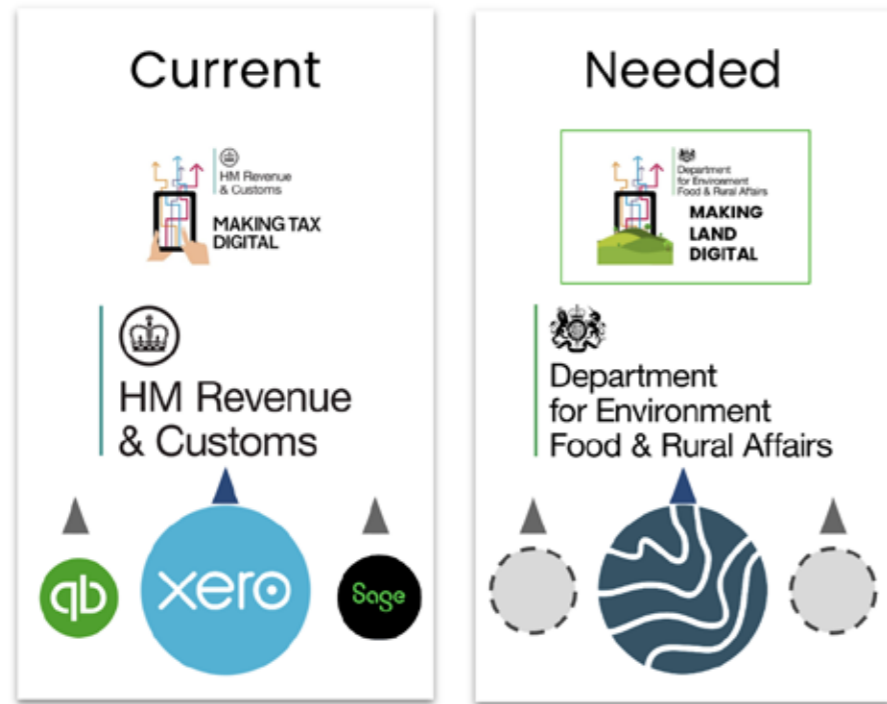 Current
HM Revenue
& Customs
MAKING TAX
DIGITAL
HM Revenue
& Customs
qb
xero
Sage
Needed
Department
for Environment
Food & Rural Affairs
MAKING
LAND
DIGITAL
Department
for Environment
Food & Rural Affairs